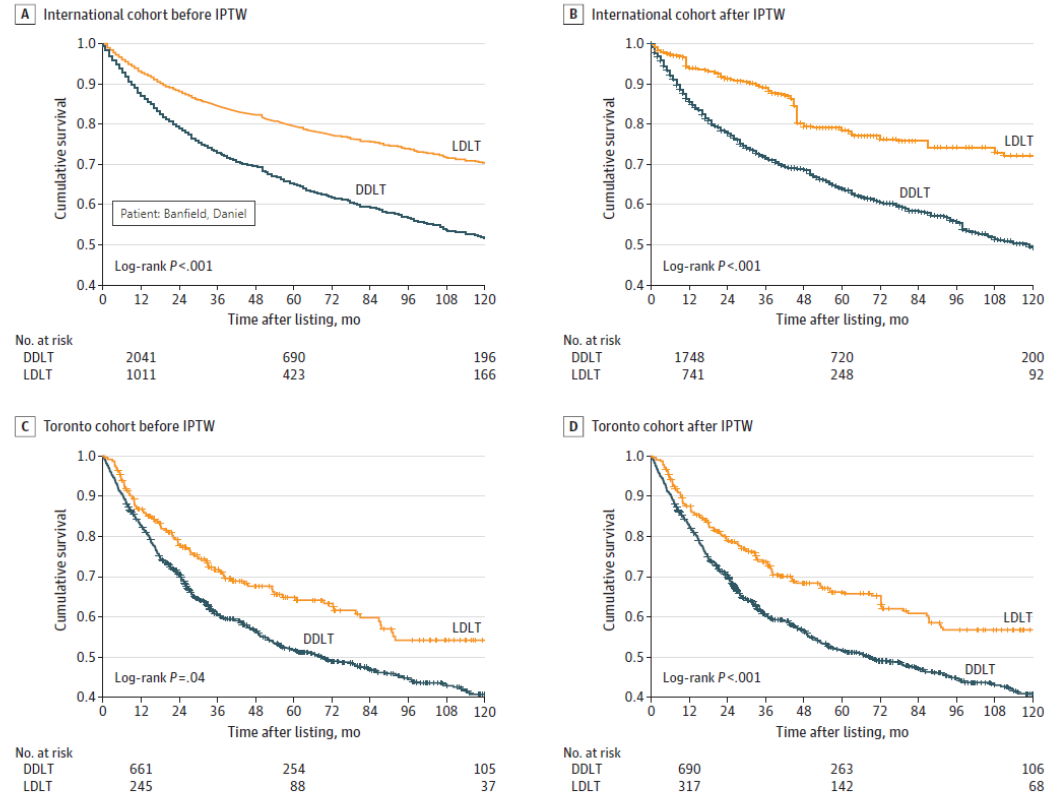 A International cohort before IPTW
1.0
0.9
0.8
0.7
0.6
0.5
0.4
Cumulative survival
LDLT
DDLT
Patient: Banfield, Daniel
Log-rank P<.001
0 12 24 36 48 60 72 84 96 108 120
Time after listing, mo
No. at risk
DDLT 2041 690 196
LDLT 1011 423 166
B International cohort after IPTW
1.0
0.9
0.8
0.7
0.6
0.5
0.4
Cumulative survival
LDLT
DDLT
Log-rank P<.001
0 12 24 36 48 60 72 84 96 108 120
Time after listing, mo
No. at risk
DDLT 1748 720 200
LDLT 741 248 92
C Toronto cohort before IPTW
1.0
0.9
0.8
0.7
0.6
0.5
0.4
Cumulative survival
LDLT
DDLT
Log-rank P=.04
0 12 24 36 48 60 72 84 96 108 120
Time after listing, mo
No. at risk
DDLT 661 254 105
LDLT 245 88 37
D Toronto cohort after IPTW
1.0
0.9
0.8
0.7
0.6
0.5
0.4
Cumulative survival
LDLT
DDLT
Log-rank P<.001
0 12 24 36 48 60 72 84 96 108 120
Time after listing, mo
No. at risk
DDLT 690 263 106
LDLT 317 142 68